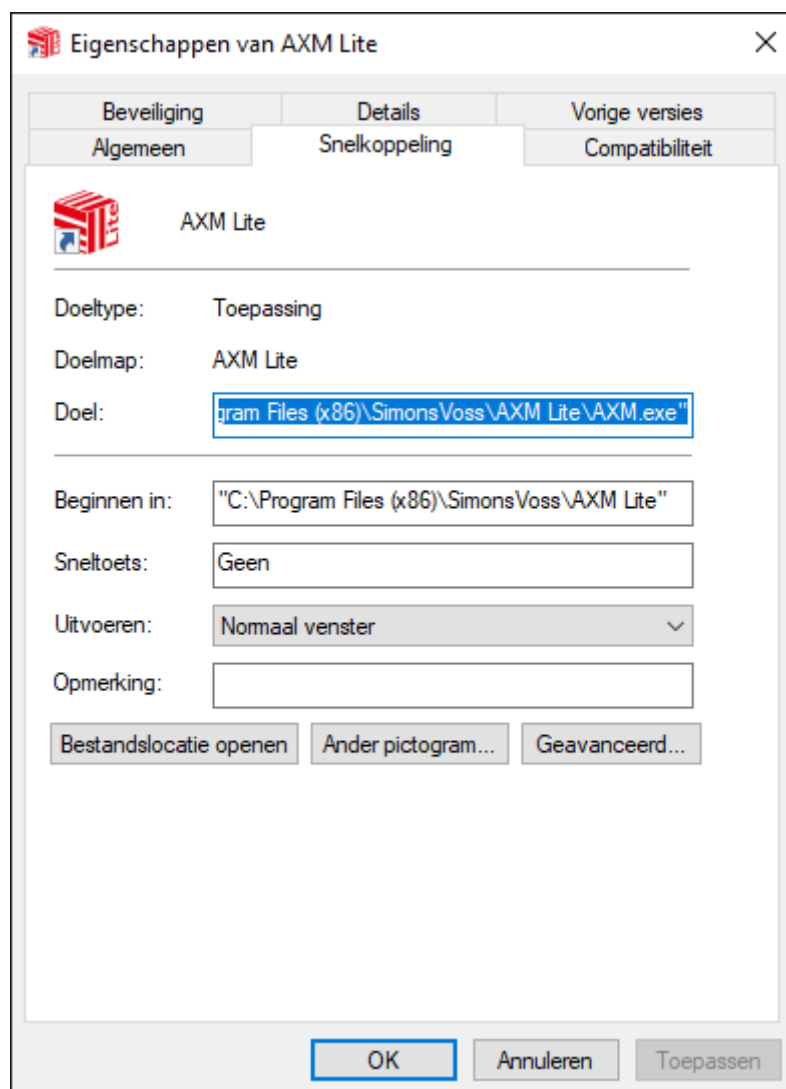 Eigenschappen van AXM Lite
Beveiliging Details Vorige versies
Algemeen Snelkoppeling Compatibiliteit
Lite AXM Lite
Doeltype: Toepassing
Doelmap: AXM Lite
Doel: gram Files (x86)\SimonsVoss\AXM Lite\AXM.exe"
Beginnen in: "C:\Program Files (x86)\SimonsVoss\AXM Lite"
Sneltoets: Geen
Uitvoeren: Normaal venster
Opmerking:
Bestandslocatie openen Ander pictogram... Geavanceerd...
OK Annuleren Toepassen